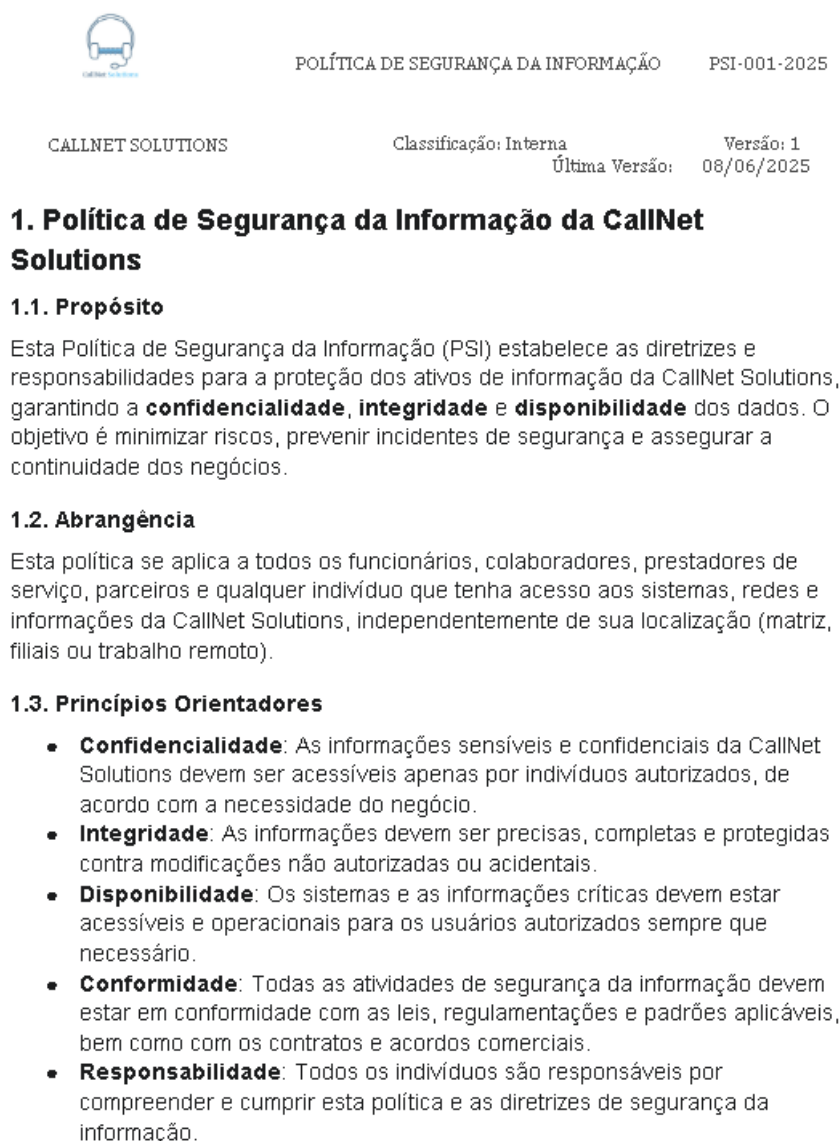 CallNet Solutions
POLÍTICA DE SEGURANÇA DA INFORMAÇÃO PSI-001-2025
CALLNET SOLUTIONS Classificação: Interna Versão: 1
Última Versão: 08/06/2025
1. Política de Segurança da Informação da CallNet
Solutions
1.1. Propósito
Esta Política de Segurança da Informação (PSI) estabelece as diretrizes e
responsabilidades para a proteção dos ativos de informação da CallNet Solutions,
garantindo a confidencialidade, integridade e disponibilidade dos dados. O
objetivo é minimizar riscos, prevenir incidentes de segurança e assegurar a
continuidade dos negócios.
1.2. Abrangência
Esta política se aplica a todos os funcionários, colaboradores, prestadores de
serviço, parceiros e qualquer indivíduo que tenha acesso aos sistemas, redes e
informações da CallNet Solutions, independentemente de sua localização (matriz,
filiais ou trabalho remoto).
1.3. Princípios Orientadores
● Confidencialidade: As informações sensíveis e confidenciais da CallNet
Solutions devem ser acessíveis apenas por indivíduos autorizados, de
acordo com a necessidade do negócio.
● Integridade: As informações devem ser precisas, completas e protegidas
contra modificações não autorizadas ou acidentais.
● Disponibilidade: Os sistemas e as informações críticas devem estar
acessíveis e operacionais para os usuários autorizados sempre que
necessário.
● Conformidade: Todas as atividades de segurança da informação devem
estar em conformidade com as leis, regulamentações e padrões aplicáveis,
bem como com os contratos e acordos comerciais.
● Responsabilidade: Todos os indivíduos são responsáveis por
compreender e cumprir esta política e as diretrizes de segurança da
informação.